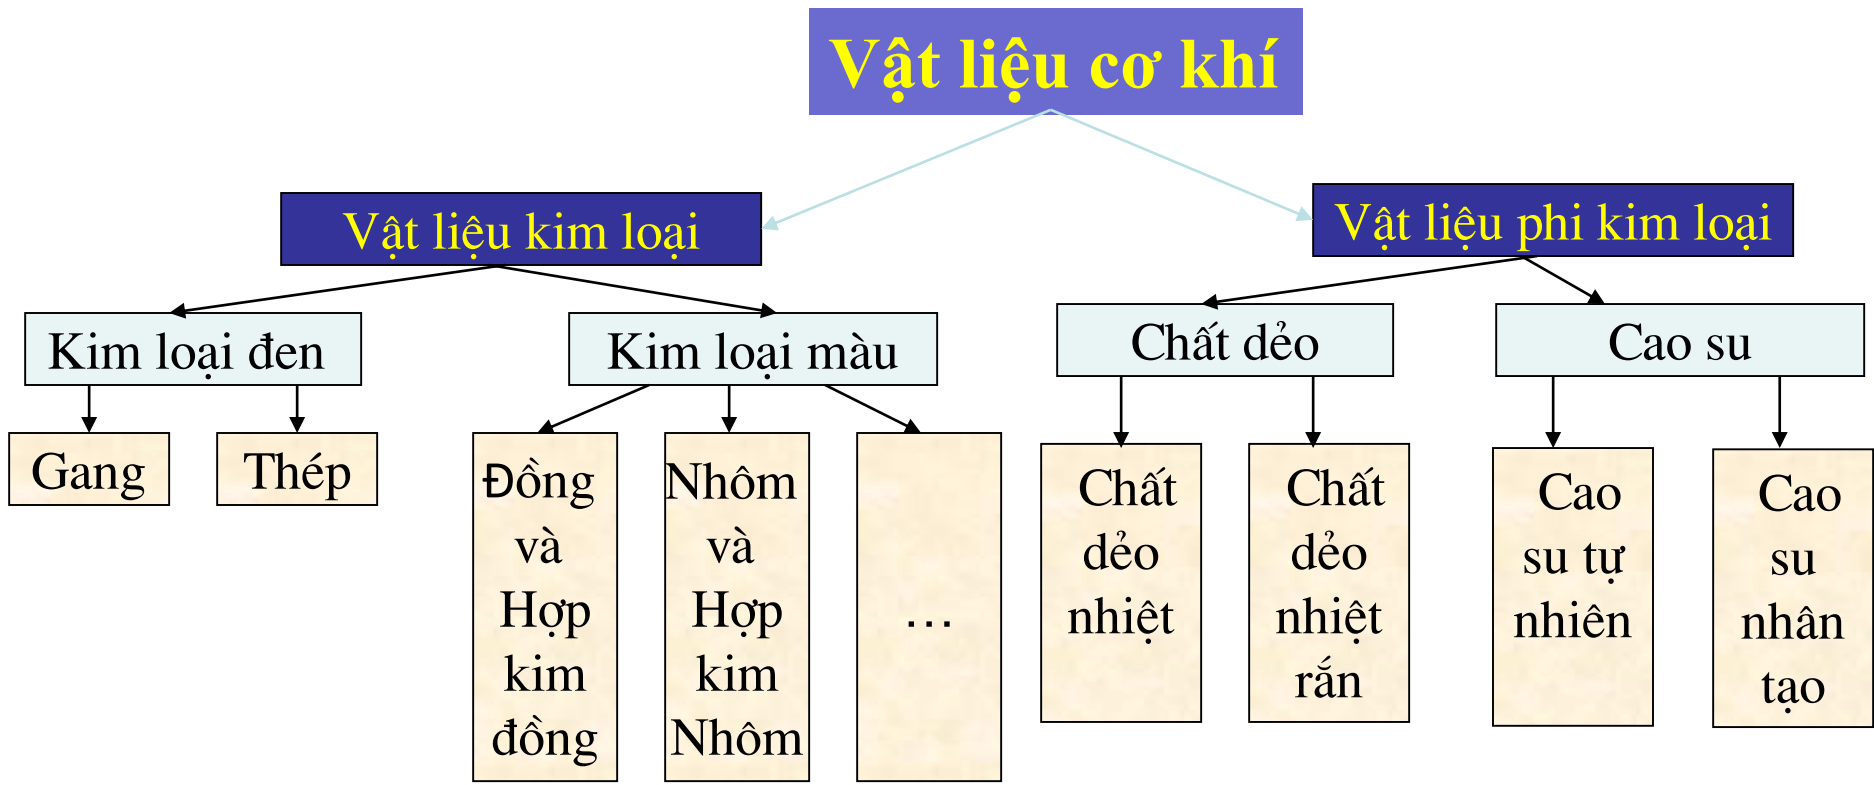 Vật liệu cơ khí
Vật liệu kim loại
Vật liệu phi kim loại
Kim loại đen
Kim loại màu
Chất dẻo
Cao su
Gang
Thép
Đồng
và
Hợp
kim
đồng
Nhôm
và
Hợp
kim
Nhôm
...
Chất
dẻo
nhiệt
Chất
dẻo
nhiệt
rắn
Cao
su tự
nhiên
Cao
su
nhân
tạo